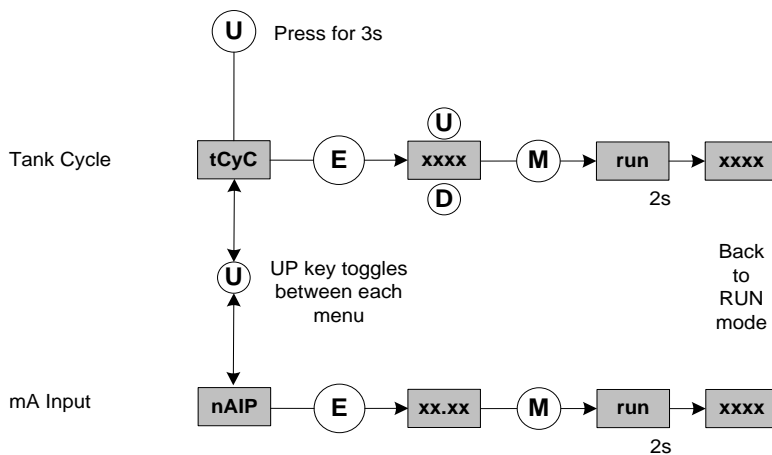 U
Press for 3s
U
Tank Cycle
tCyC
E
xxxx
M
run
xxxx
D
2s
U
UP key toggles
between each
menu
Back
to
RUN
mode
mA Input
nAIP
E
xx.xx
M
run
xxxx
2s